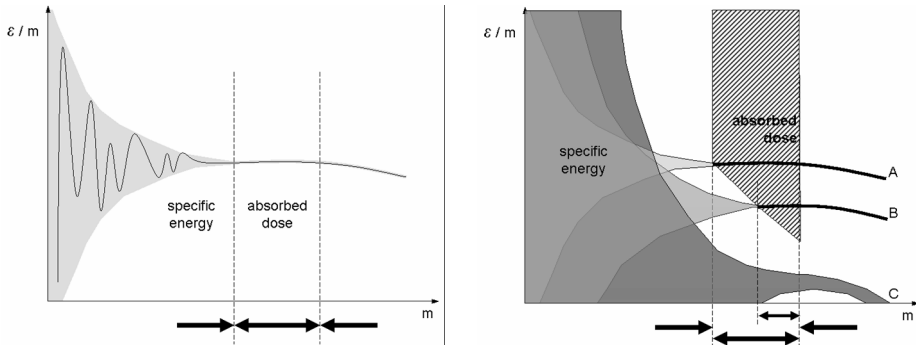 ε / m
specific
energy
absorbed
dose
m
ε / m
specific
energy
absorbed
dose
A
B
C
m